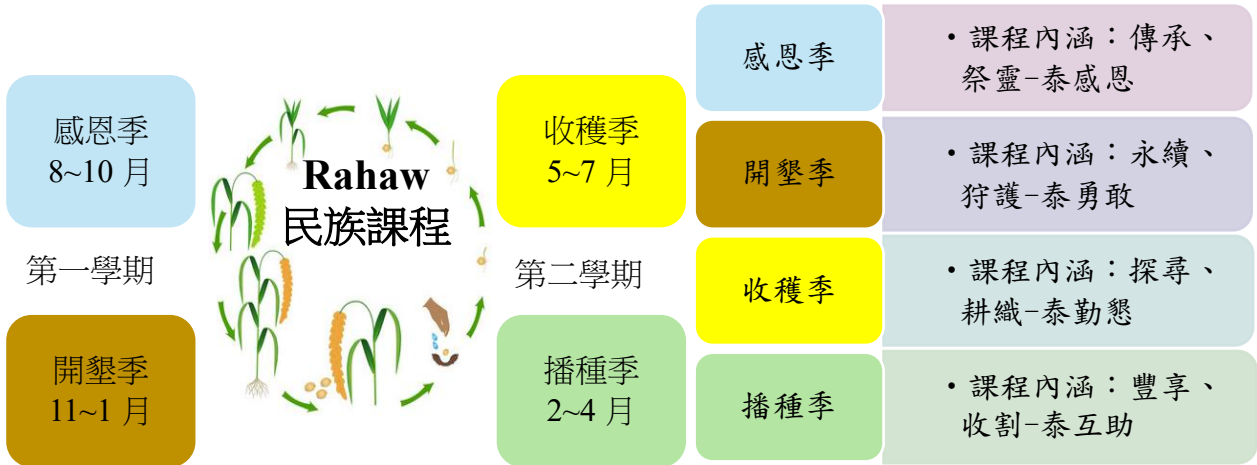 感恩季
8~10 月
第一學期
開墾季
11~1 月
Rahaw
民族課程
收穫季
5~7 月
第二學期
播種季
2~4 月
感恩季
・課程內涵：傳承、
祭靈-泰感恩
開墾季
・課程內涵：永續、
狩護-泰勇敢
收穫季
・課程內涵：探尋、
耕織-泰勤懇
播種季
・課程內涵：豐享、
收割-泰互助